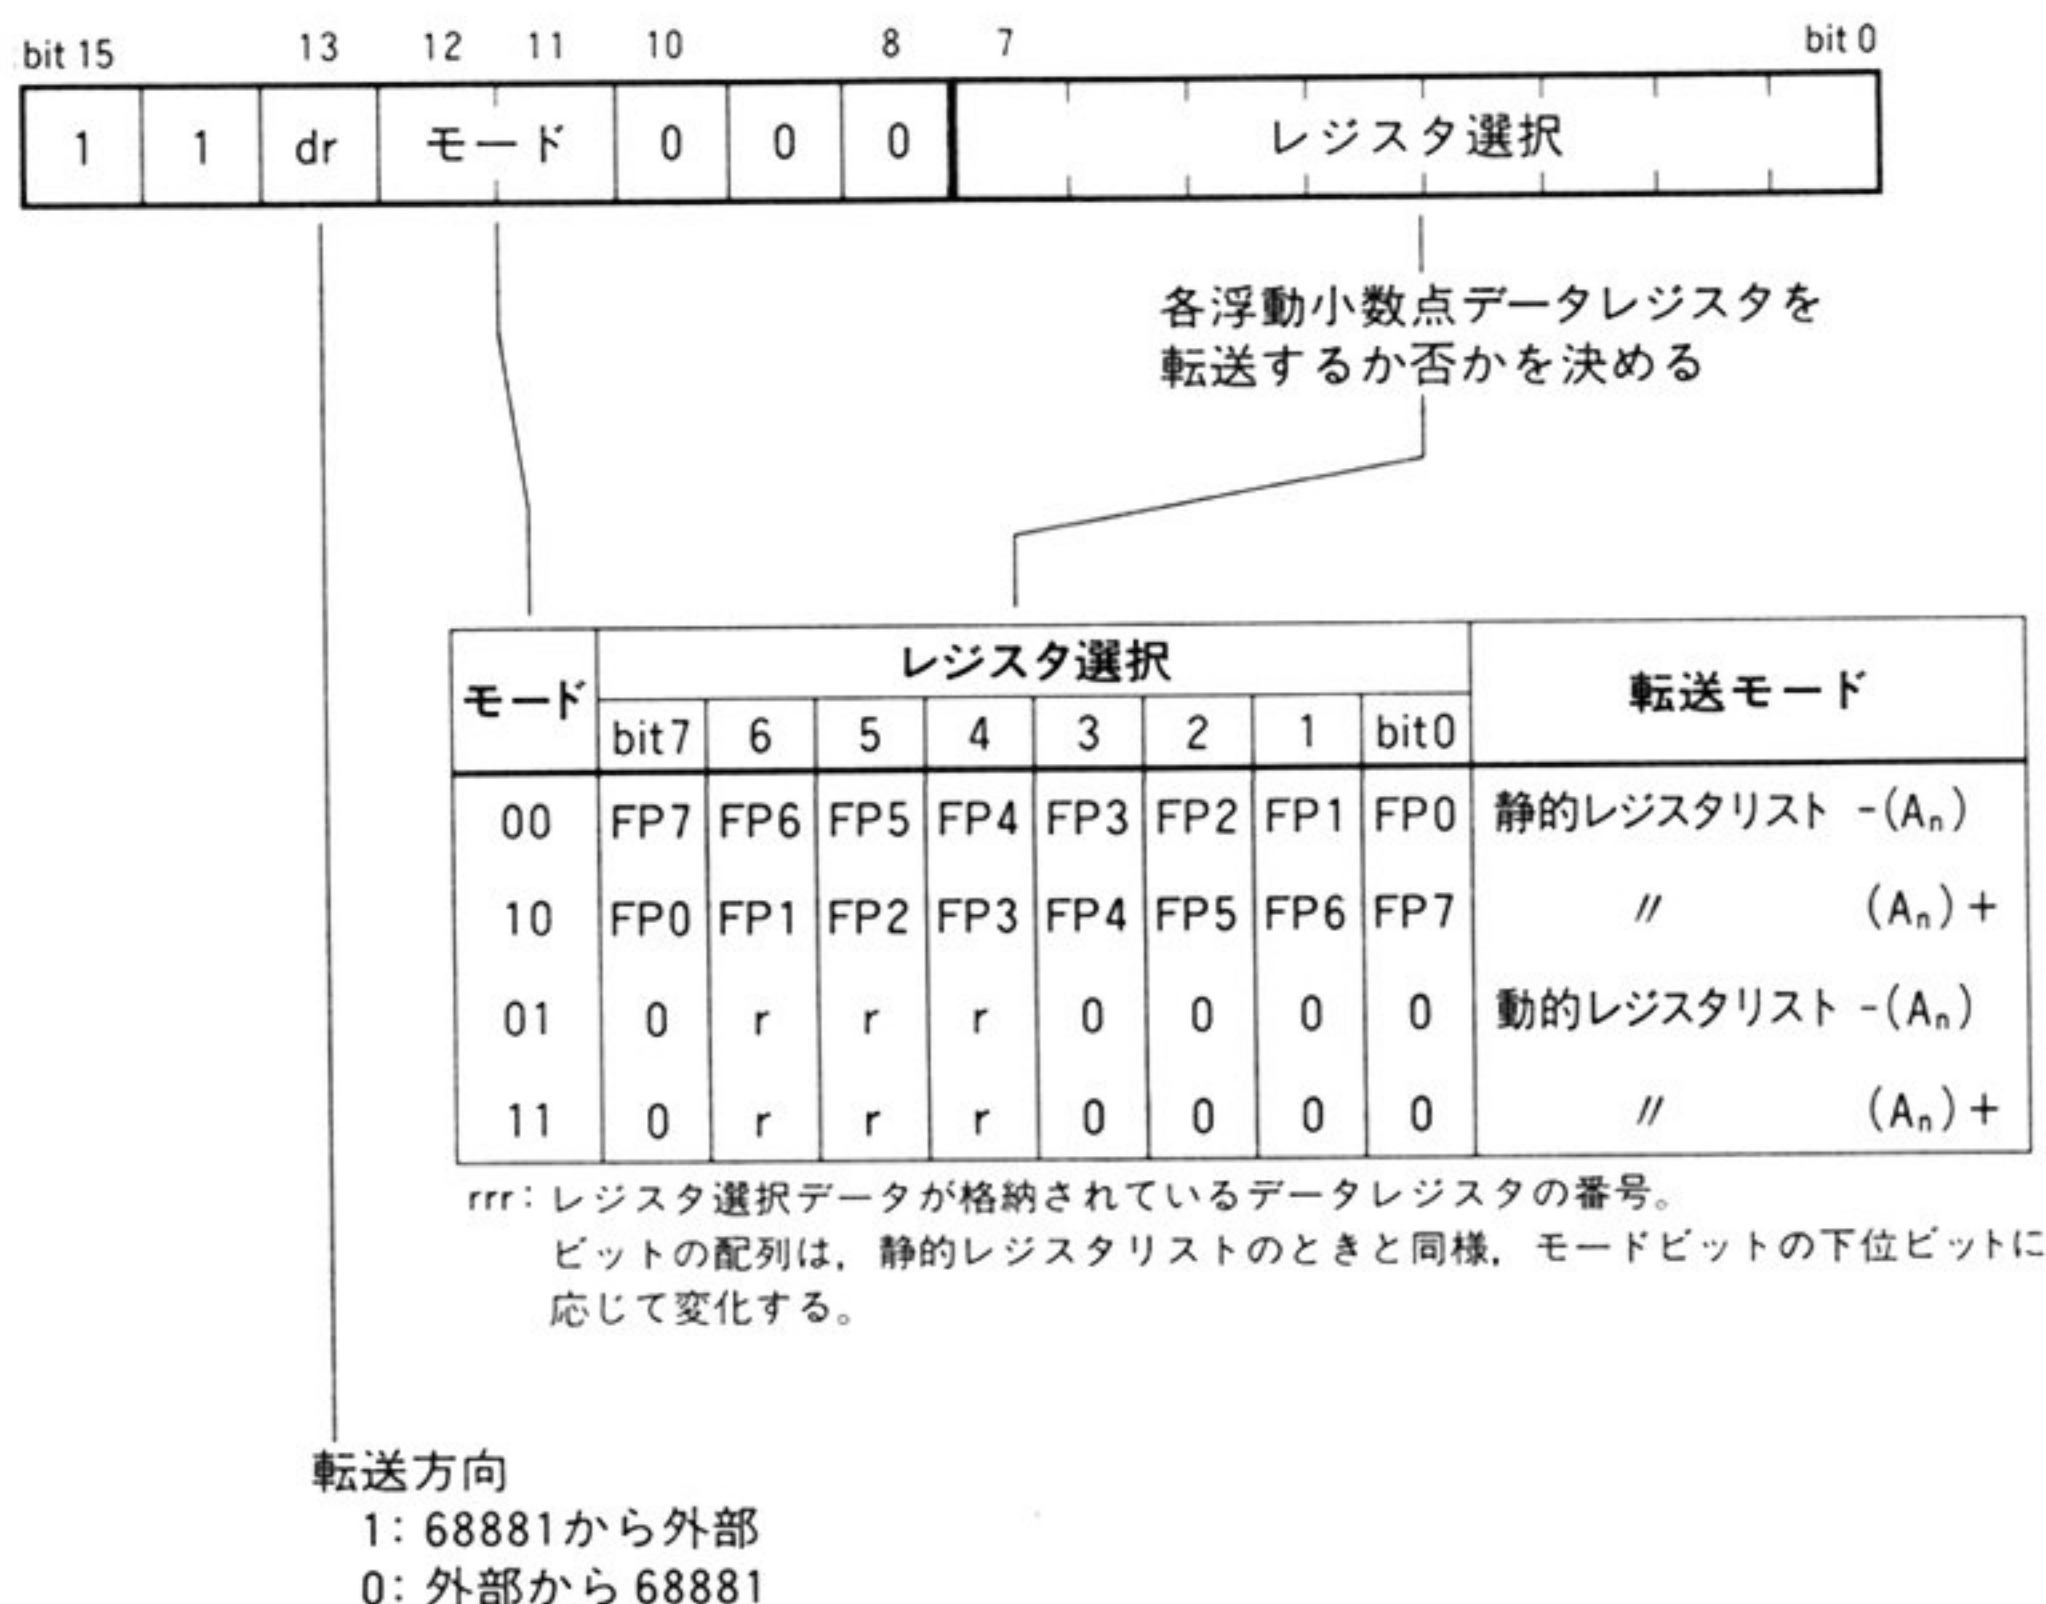 bit 15 13 12 11 10 8 7 bit 0
1 1 dr モード 0 0 0 レジスタ選択
各浮動小数点データレジスタを
転送するか否かを決める
モード レジスタ選択 転送モード
bit7 6 5 4 3 2 1 bit0
00 FP7 FP6 FP5 FP4 FP3 FP2 FP1 FP0 静的レジスタリスト -(An)
10 FP0 FP1 FP2 FP3 FP4 FP5 FP6 FP7 〃 (An)+
01 0 r r r 0 0 0 0 動的レジスタリスト -(An)
11 0 r r r 0 0 0 0 〃 (An)+
rrr: レジスタ選択データが格納されているデータレジスタの番号。
ビットの配列は, 静的レジスタリストのときと同様, モードビットの下位ビットに
応じて変化する。
転送方向
1: 68881から外部
0: 外部から 68881